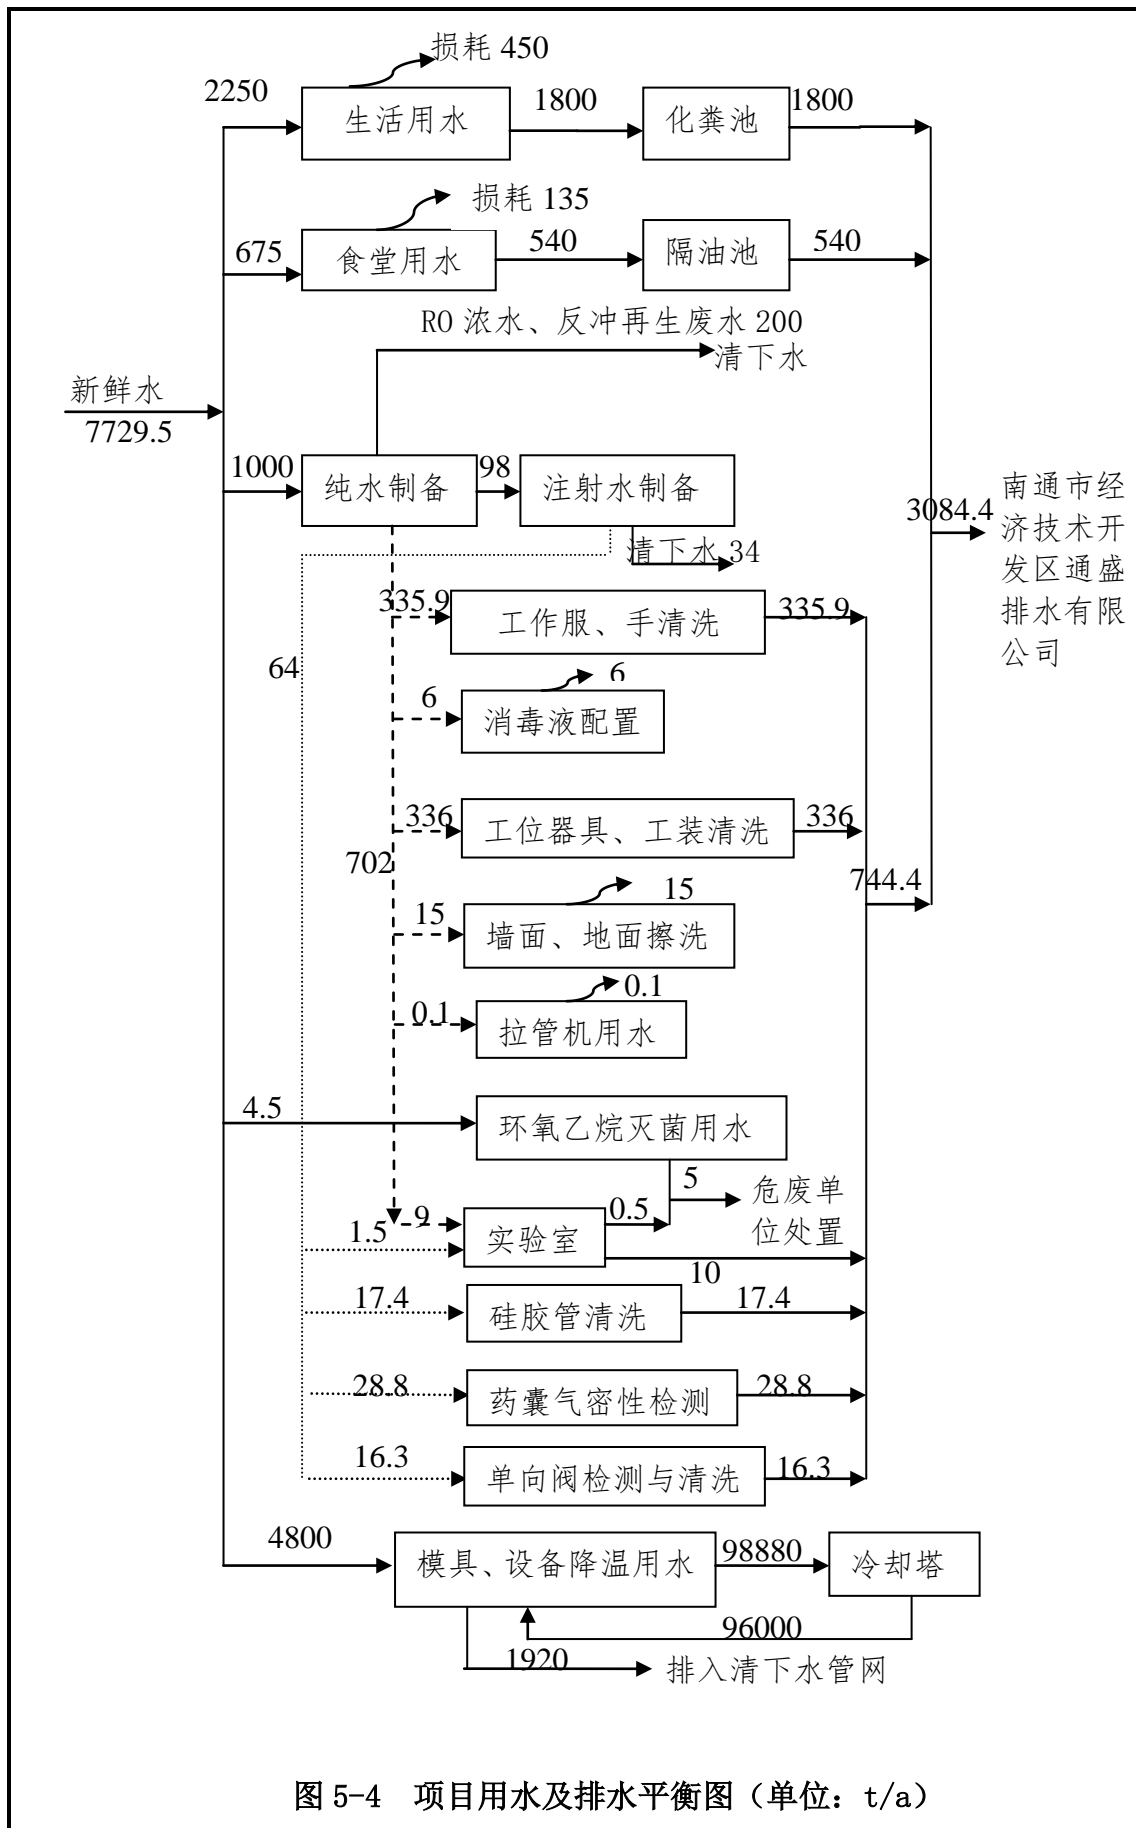 损耗 450
2250
生活用水
1800
化粪池
1800
损耗 135
675
食堂用水
540
隔油池
540
RO 浓水、反冲再生废水 200
清下水
新鲜水
7729.5
1000
纯水制备
98
注射水制备
清下水 34
3084.4
南通市经
济技术开
发区通盛
排水有限
公司
335.9
工作服、手清洗
335.9
64
6
6
消毒液配置
336
工位器具、工装清洗
336
702
744.4
15
15
墙面、地面擦洗
0.1
0.1
拉管机用水
4.5
环氧乙烷灭菌用水
5
危废单
位处置
9
1.5
实验室
0.5
10
17.4
硅胶管清洗
17.4
28.8
药囊气密性检测
28.8
16.3
单向阀检测与清洗
16.3
4800
模具、设备降温用水
98880
冷却塔
96000
1920
排入清下水管网
图 5-4 项目用水及排水平衡图（单位：t/a）